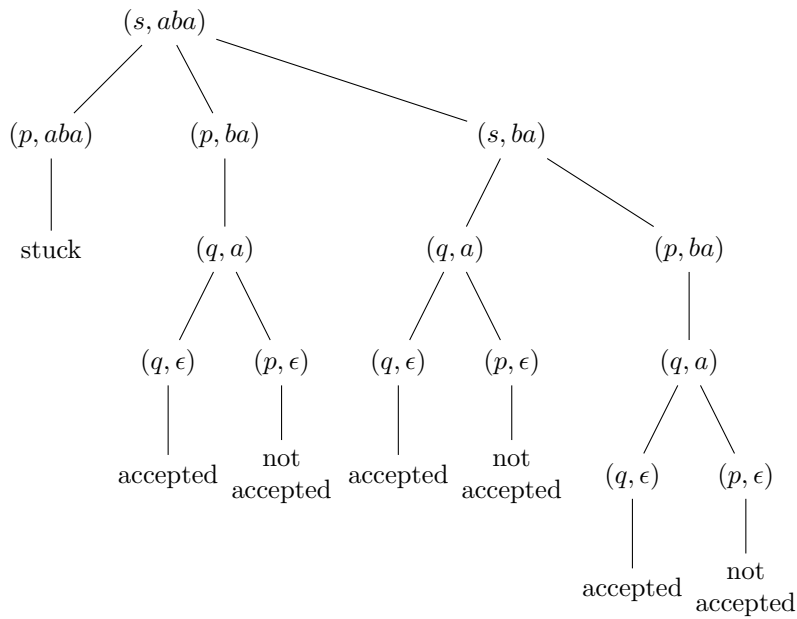 (s, aba)
(p, aba) (p, ba) (s, ba)
stuck (q, a) (q, a) (p, ba)
(q, ϵ) (p, ϵ) (q, ϵ) (p, ϵ) (q, a)
accepted not accepted accepted not accepted (q, ϵ) (p, ϵ)
accepted not accepted